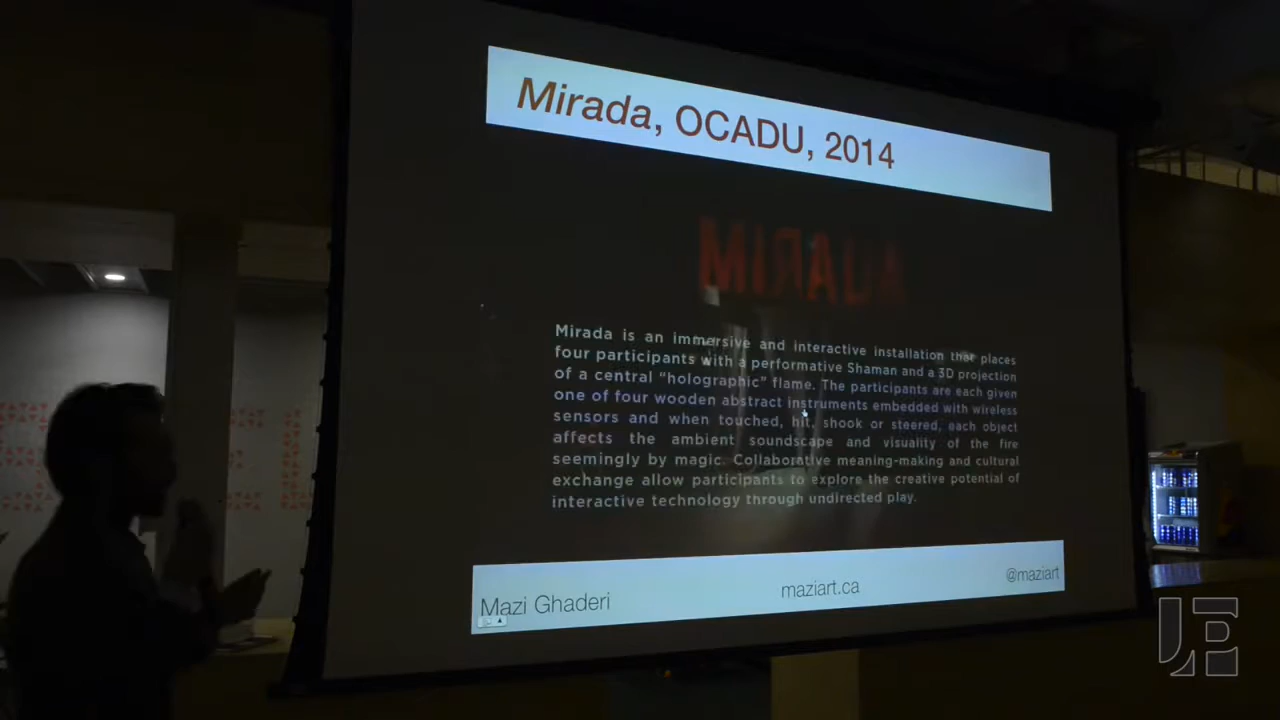 Mirada, OCADU, 2014
MIRADA
Mirada is an immersive and interactive installation that places
four participants with a performative Shaman and a 3D projection
of a central “holographic” flame. The participants are each given
one of four wooden abstract instruments embedded with wireless
sensors and when touched, hit, shook or steered, each object
affects the ambient soundscape and visuality of the fire
seemingly by magic. Collaborative meaning-making and cultural
exchange allow participants to explore the creative potential of
interactive technology through undirected play.
Mazi Ghaderi
maziart.ca
@maziart